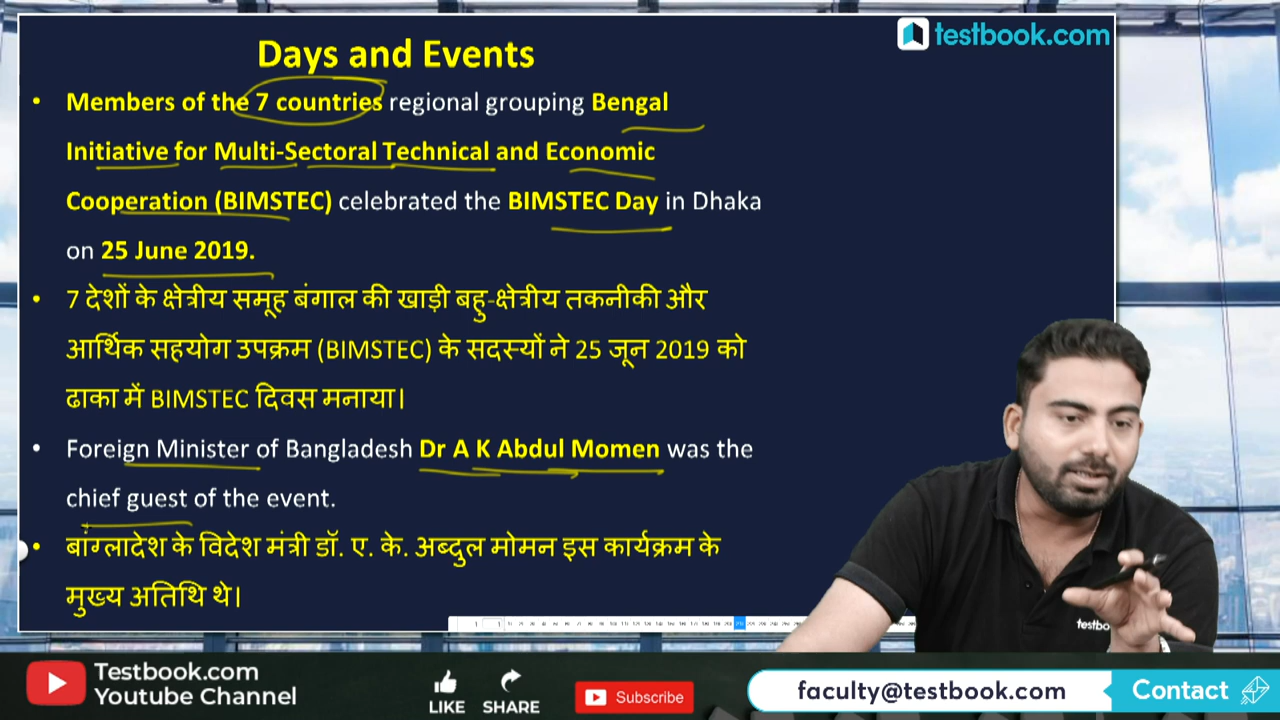 testbook.com
Days and Events
• Members of the 7 countries regional grouping Bengal
Initiative for Multi-Sectoral Technical and Economic
Cooperation (BIMSTEC) celebrated the BIMSTEC Day in Dhaka
on 25 June 2019.
• 7 देशों के क्षेत्रीय समूह बंगाल की खाड़ी बहु-क्षेत्रीय तकनीकी और
आर्थिक सहयोग उपक्रम (BIMSTEC) के सदस्यों ने 25 जून 2019 को
ढाका में BIMSTEC दिवस मनाया।
• Foreign Minister of Bangladesh Dr A K Abdul Momen was the
chief guest of the event.
• बांग्लादेश के विदेश मंत्री डॉ. ए. के. अब्दुल मोमन इस कार्यक्रम के
मुख्य अतिथि थे।
testbo
Testbook.com
Youtube Channel
LIKE
SHARE
Subscribe
faculty@testbook.com
Contact